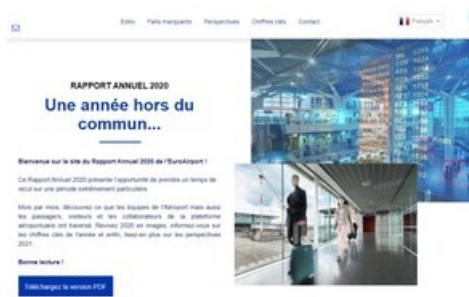 Edito Faits marquants Perspectives Chiffres clés Contact Français
RAPPORT ANNUEL 2020
Une année hors du
commun...
Bienvenue sur le site du Rapport Annuel 2020 de l'EuroAirport !
Ce Rapport Annuel 2020 présente l'opportunité de prendre un temps de
recul sur une période extrêmement particulière.
Mois par mois, découvrez ce que les équipes de l'Aéroport mais aussi
les passagers, visiteurs et les collaborateurs de la plateforme
aéroportuaire ont traversé. Revivez 2020 en images, informez-vous sur
les chiffres clés de l'année et enfin, lisez-en plus sur les perspectives
2021.
Bonne lecture !
Téléchargez la version PDF